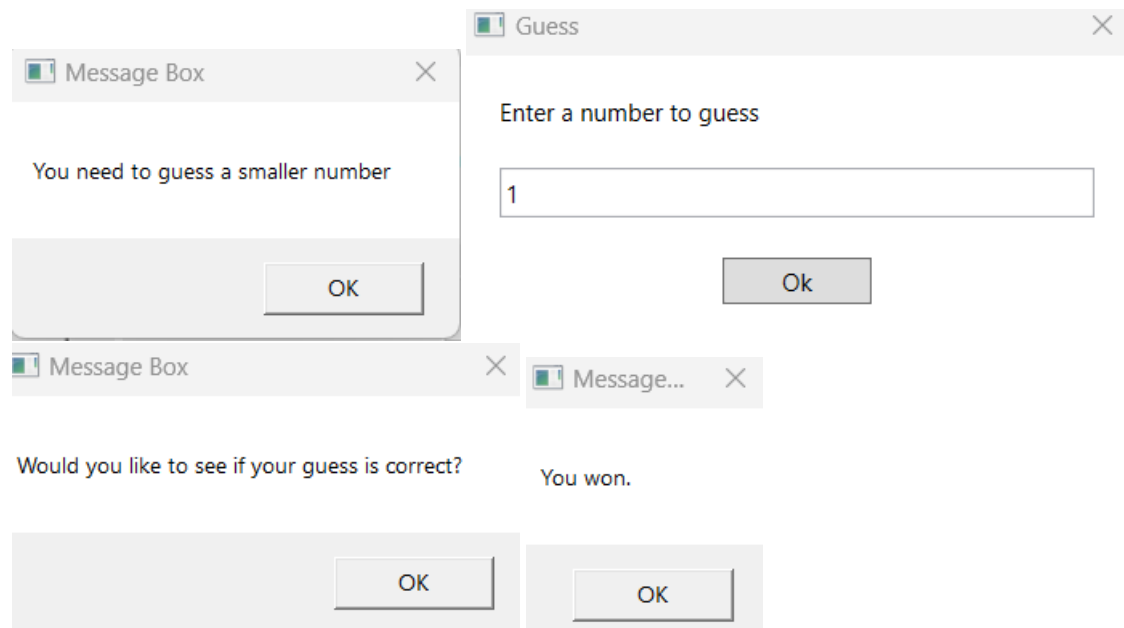 Message Box
You need to guess a smaller number
OK
Guess
Enter a number to guess
1
Ok
Message Box
Would you like to see if your guess is correct?
OK
Message...
You won.
OK